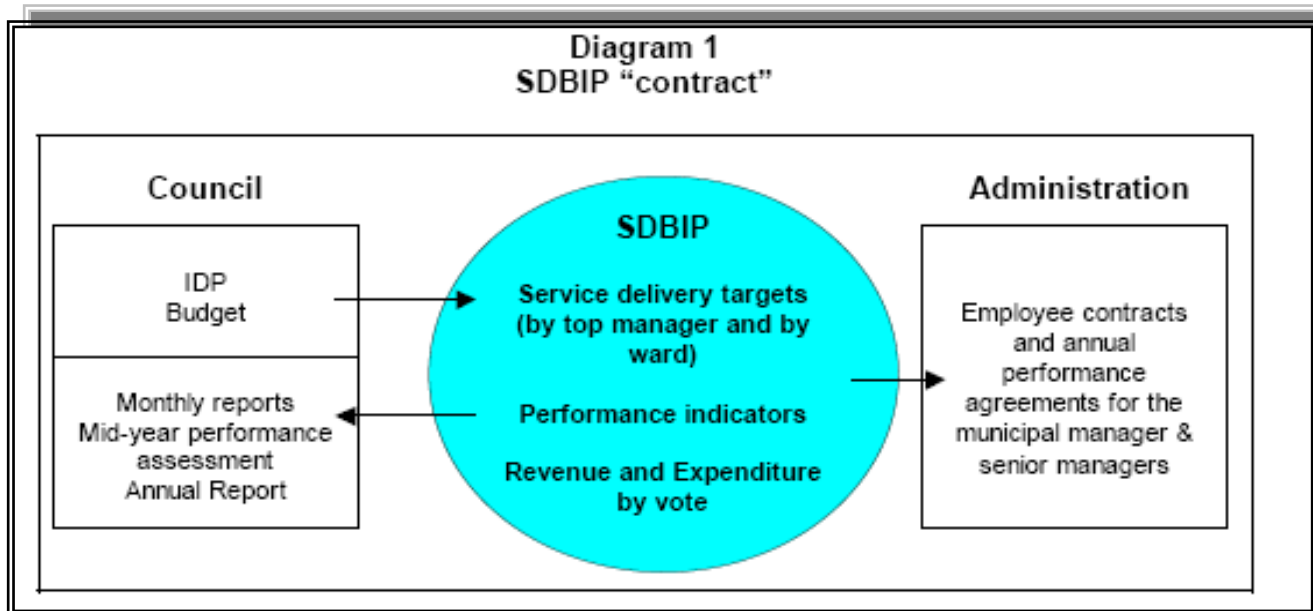 Diagram 1
SDBIP “contract”
Council
IDP
Budget
Monthly reports
Mid-year performance
assessment
Annual Report
SDBIP
Service delivery targets
(by top manager and by
ward)
Performance indicators
Revenue and Expenditure
by vote
Administration
Employee contracts
and annual
performance
agreements for the
municipal manager &
senior managers